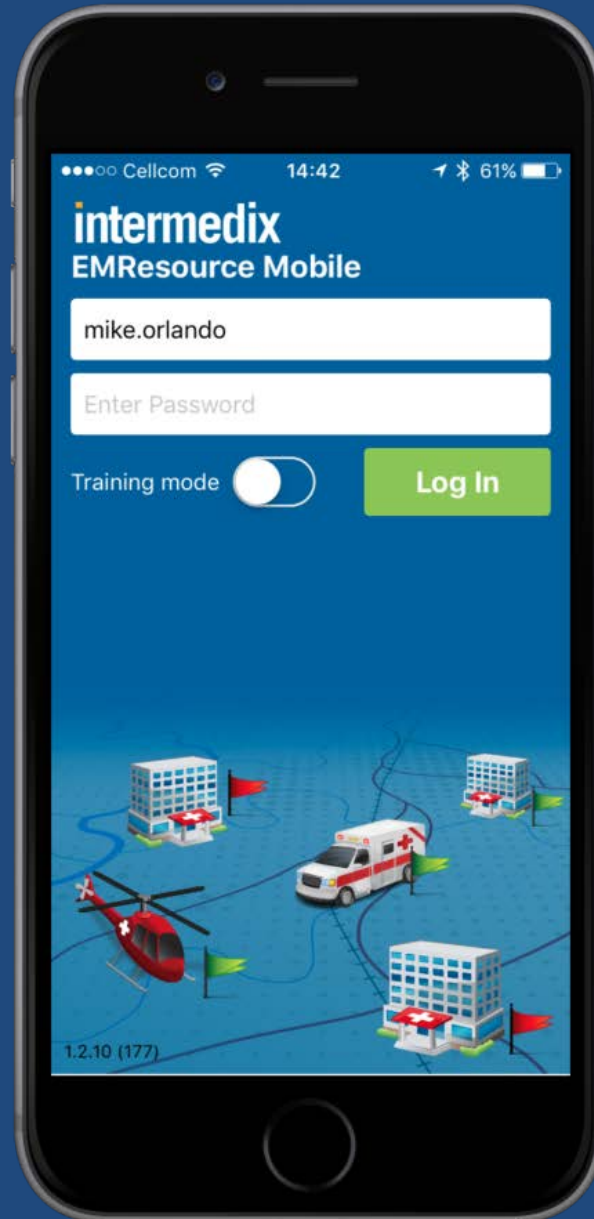 Cellcom 14:42 61%
intermedix
EMResource Mobile
mike.orlando
Enter Password
Training mode Log In
1.2.10 (177)